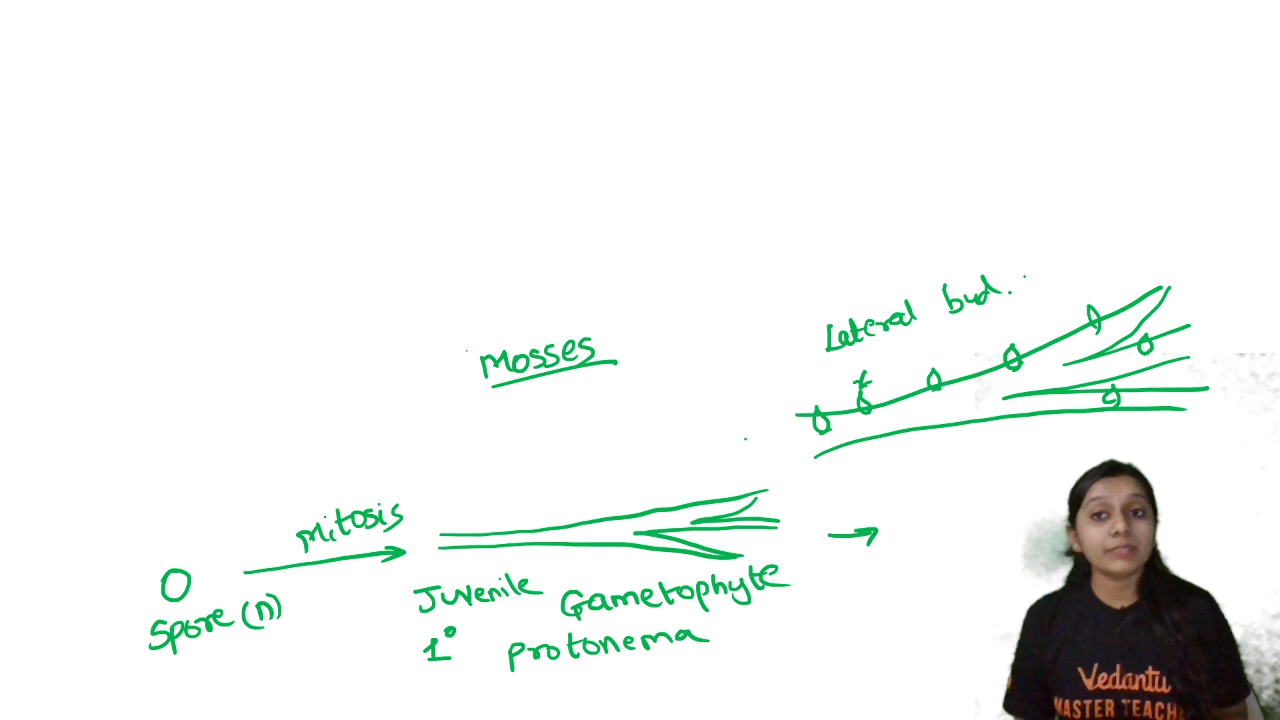 Lateral bud.
Mosses
Mitosis
Spore (n)
Juvenile Gametophyte
1° protonema
Vedantu
MASTER TEACH